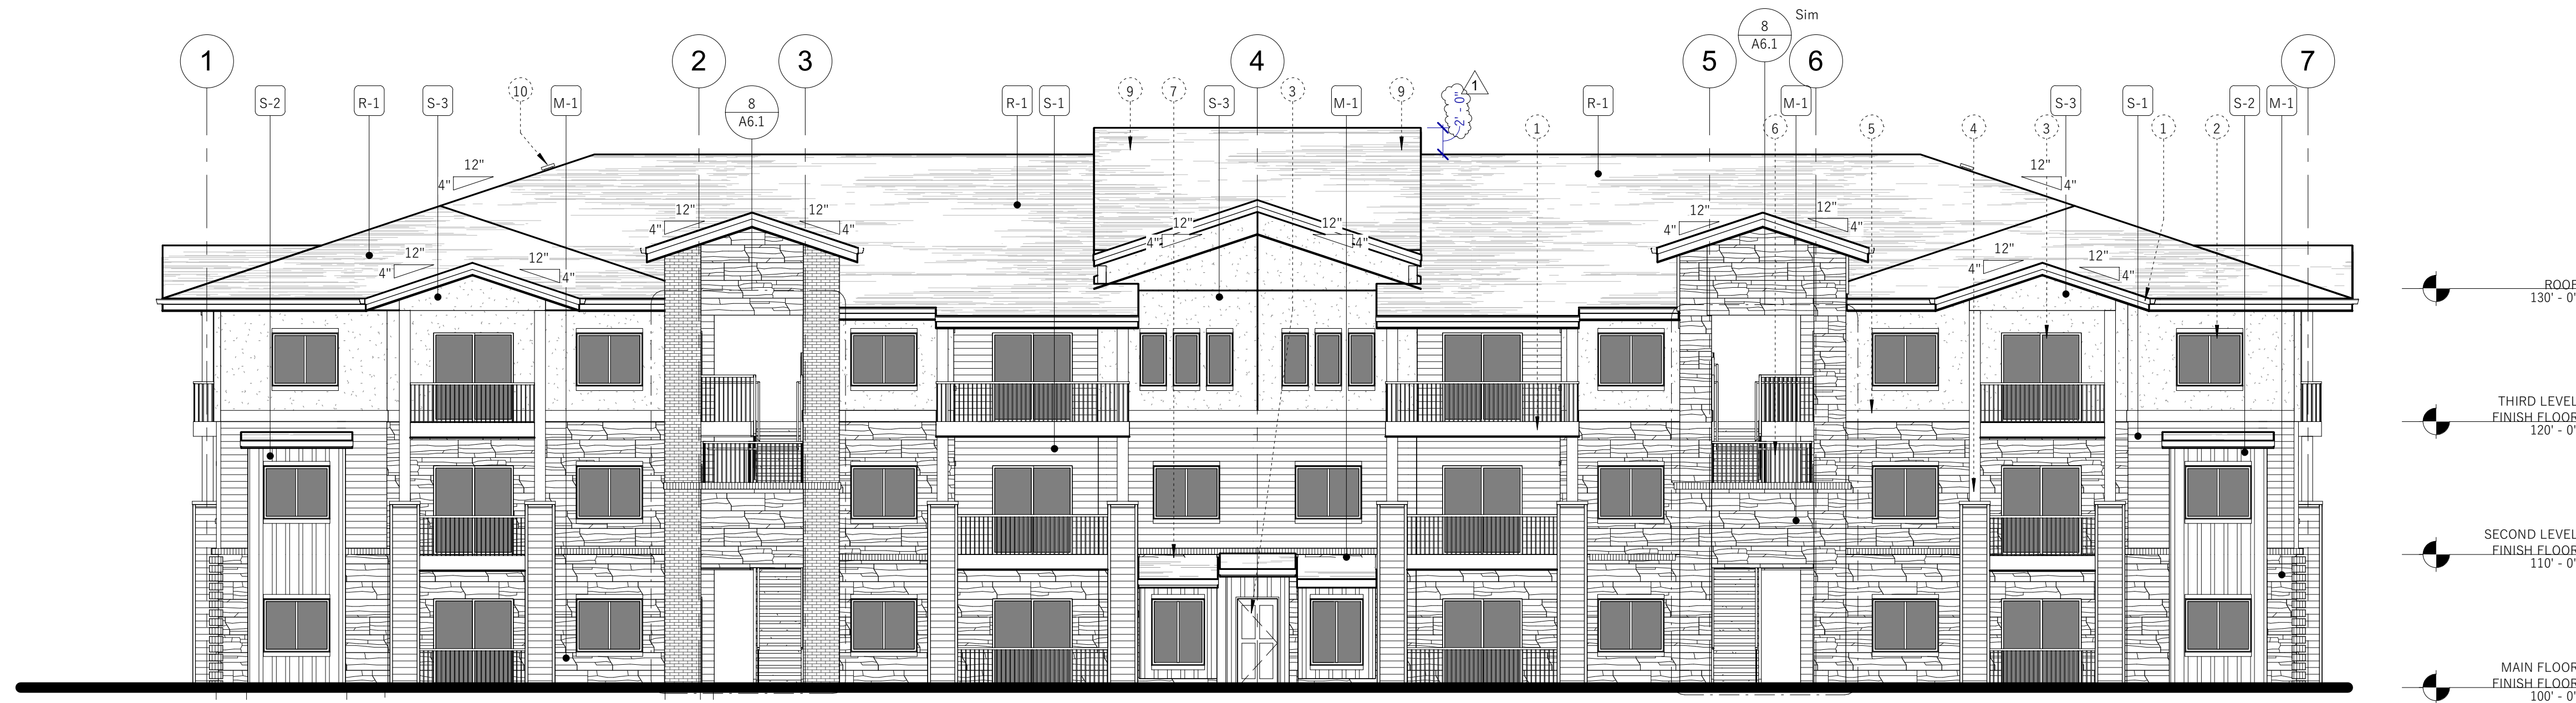 8 Sim
A6.1
1 2 3 4 5 6 7
S-2 R-1 S-3 10 M-1 R-1 S-1 9 7 S-3 3 M-1 9 2' - 0" 1 R-1 M-1 S-3 S-1 S-2 M-1
8
A6.1
1 6 5 4 3 1 2
12" 12"
4" 4"
12" 12" 12" 12" 12" 12"
4" 4" 4" 4" 4" 4"
12" 12" 12" 12"
4" 4" 4" 4"
12" 12"
4" 4"
ROOF
130' - 0"
THIRD LEVEL
FINISH FLOOR
120' - 0"
SECOND LEVEL
FINISH FLOOR
110' - 0"
MAIN FLOOR
FINISH FLOOR
100' - 0"